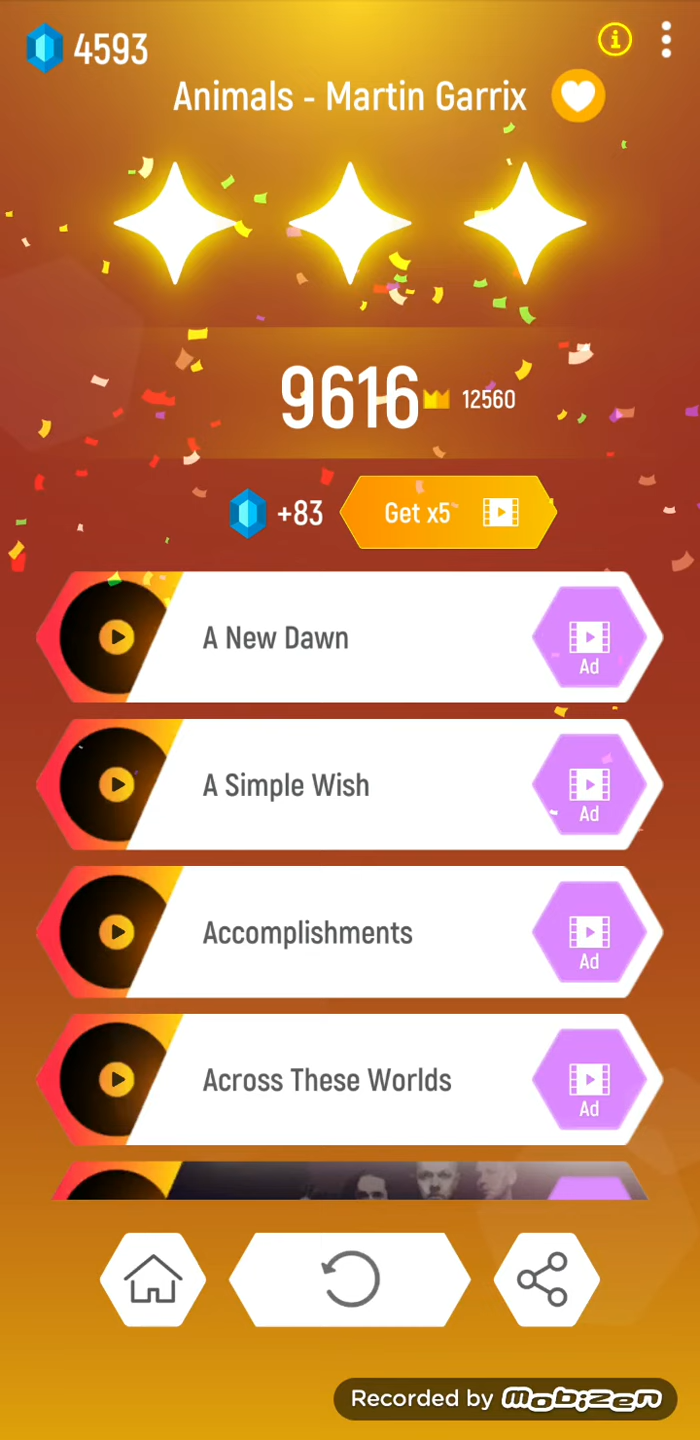 4593
Animals - Martin Garrix
9616 12560
+83 Get x5
A New Dawn
Ad
A Simple Wish
Ad
Accomplishments
Ad
Across These Worlds
Ad
Recorded by mobizen